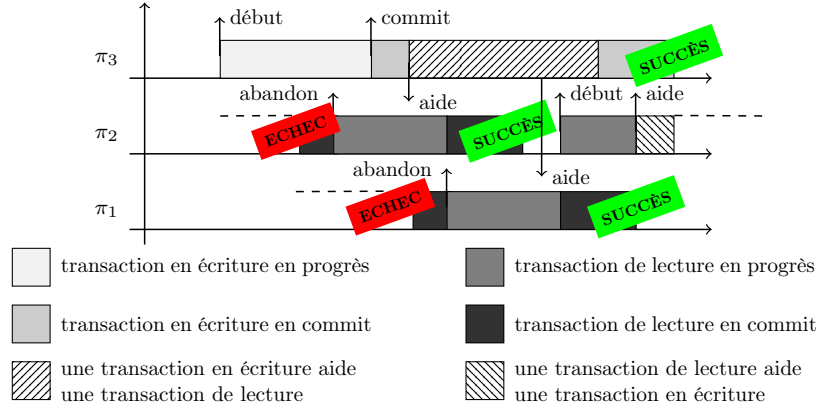 début
commit
π3
SUCCÈS
abandon
aide
début
aide
π2
ECHEC
SUCCÈS
abandon
aide
π1
ECHEC
SUCCÈS
transaction en écriture en progrès
transaction de lecture en progrès
transaction en écriture en commit
transaction de lecture en commit
une transaction en écriture aide
une transaction de lecture
une transaction de lecture aide
une transaction en écriture